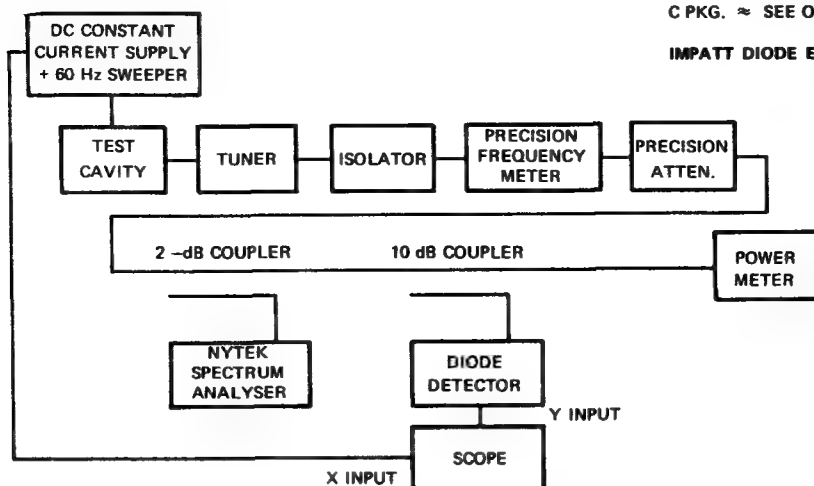 C PKG. ≈ SEE O
IMPATT DIODE E
DC CONSTANT
CURRENT SUPPLY
+ 60 Hz SWEEPER
TEST
CAVITY
TUNER
ISOLATOR
PRECISION
FREQUENCY
METER
PRECISION
ATTEN.
2 –dB COUPLER
10 dB COUPLER
POWER
METER
NYTEK
SPECTRUM
ANALYSER
DIODE
DETECTOR
Y INPUT
SCOPE
X INPUT